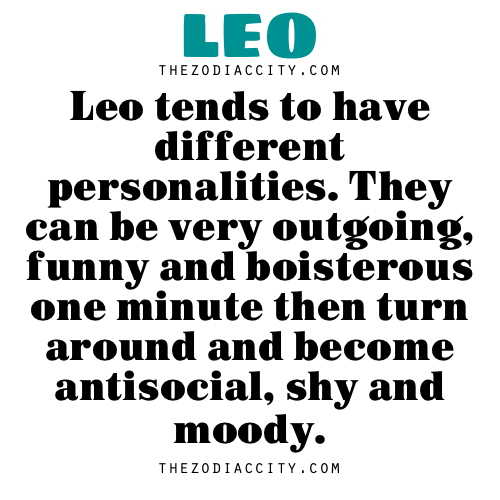 LEO
THEZODIACCITY.COM
Leo tends to have
different
personalities. They
can be very outgoing,
funny and boisterous
one minute then turn
around and become
antisocial, shy and
moody.
THEZODIACCITY.COM